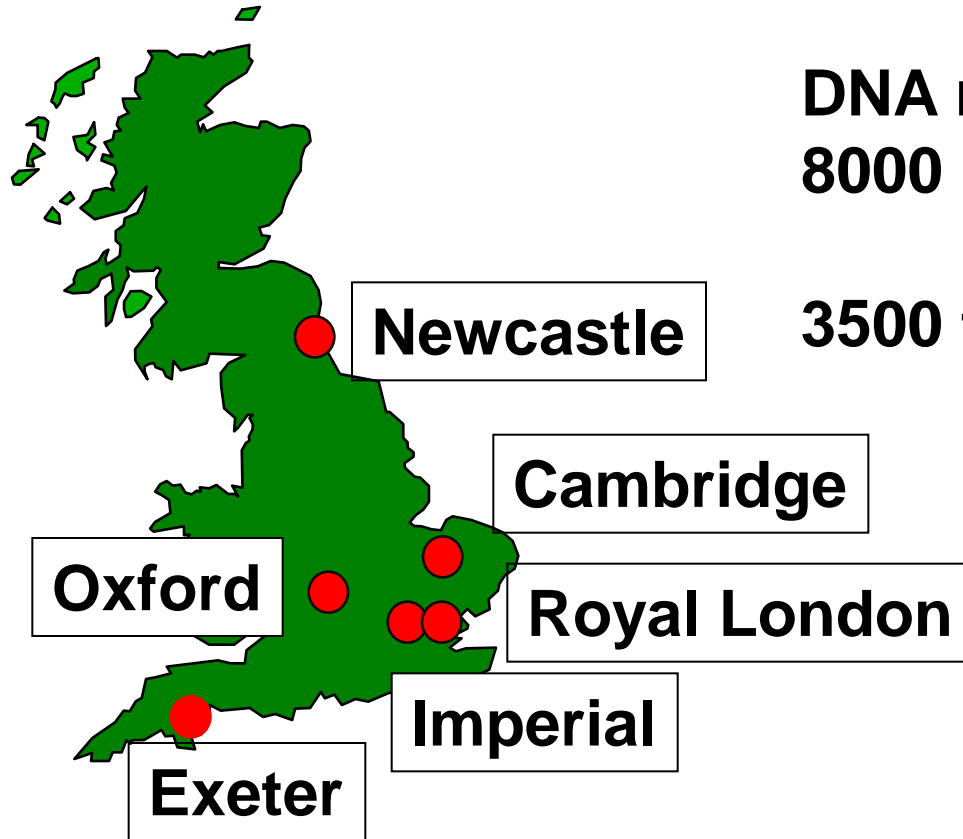 DNA
8000
3500
Newcastle
Cambridge
Oxford
Royal London
Imperial
Exeter